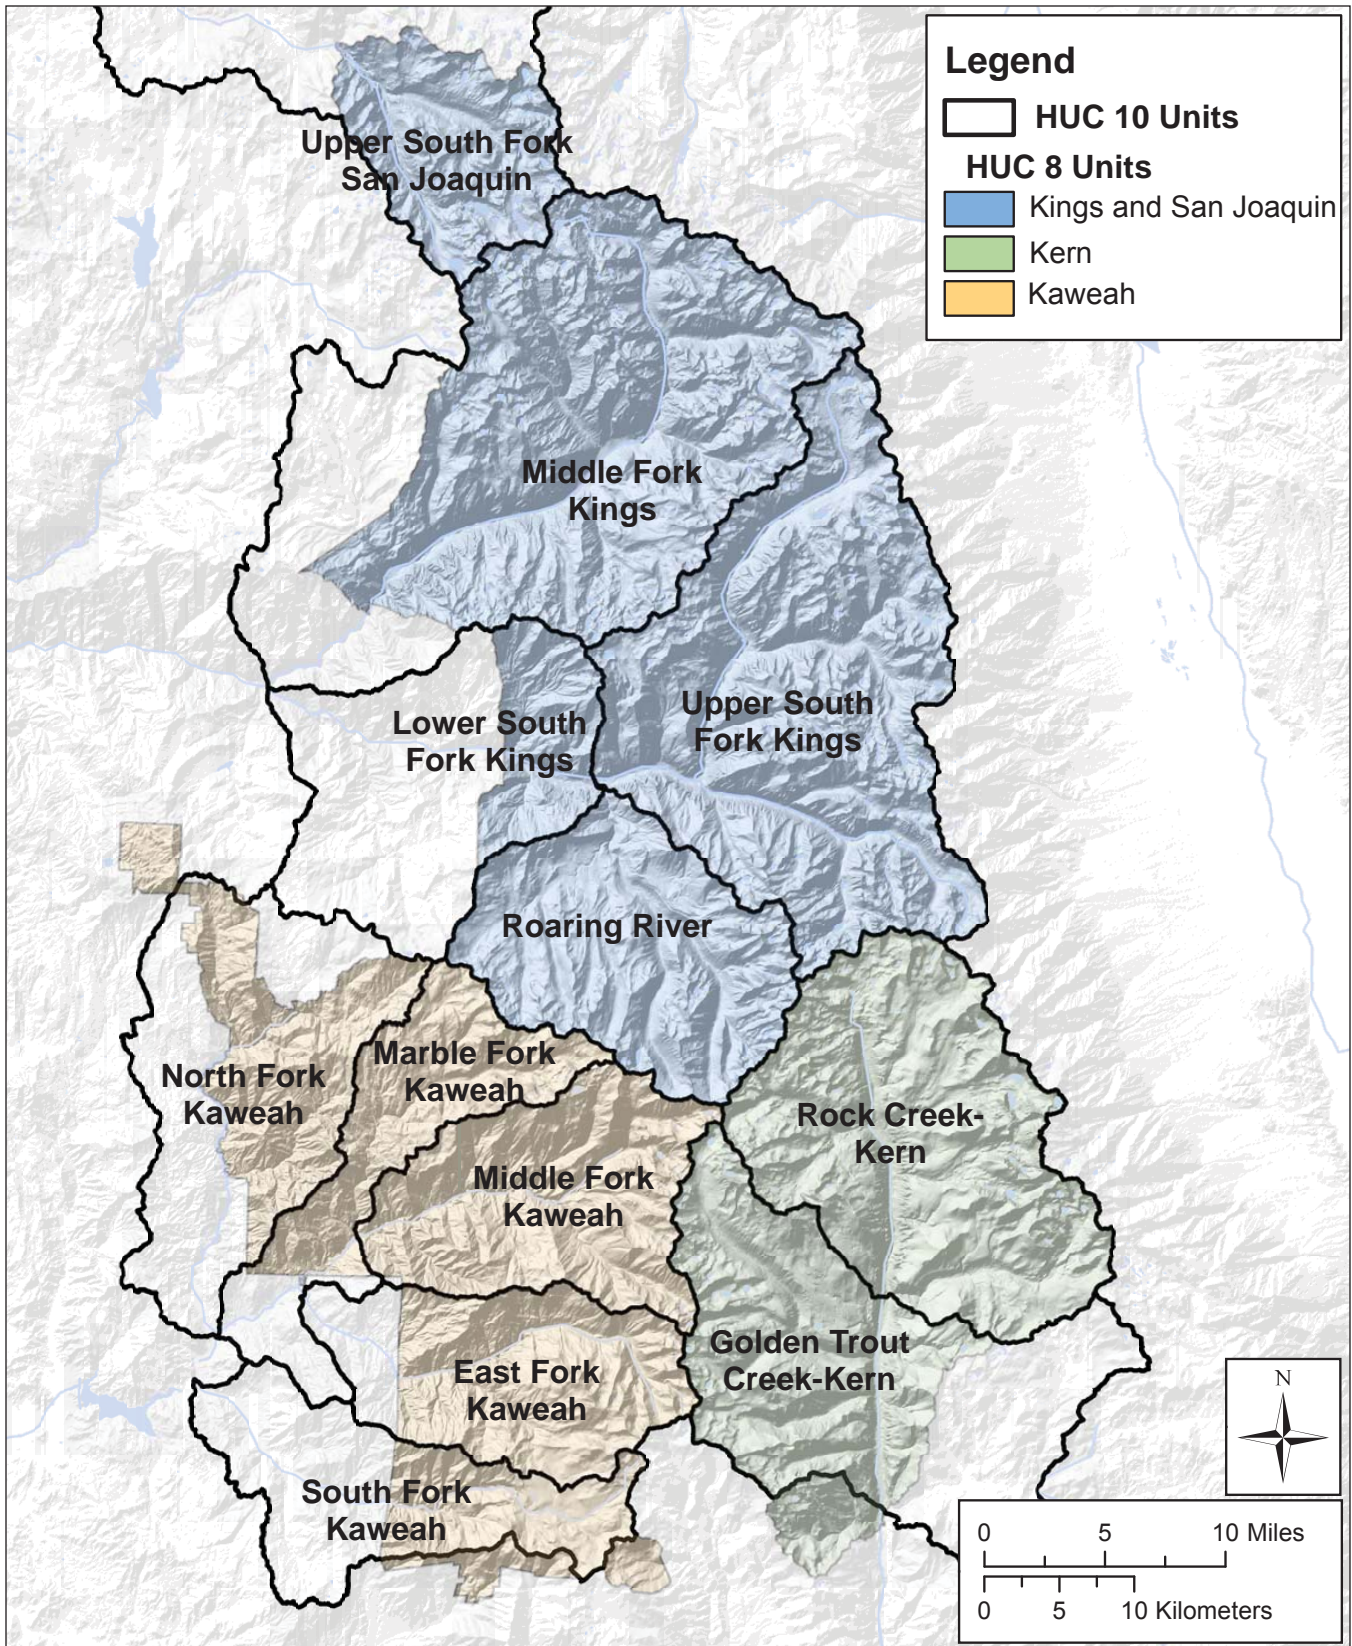 Legend
HUC 10 Units
HUC 8 Units
Kings and San Joaquin
Kern
Kaweah
Upper South Fork
San Joaquin
Middle Fork
Kings
Lower South
Fork Kings
Upper South
Fork Kings
Roaring River
North Fork
Kaweah
Marble Fork
Kaweah
Rock Creek-
Kern
Middle Fork
Kaweah
Golden Trout
Creek-Kern
East Fork
Kaweah
South Fork
Kaweah
N
0 5 10 Miles
0 5 10 Kilometers